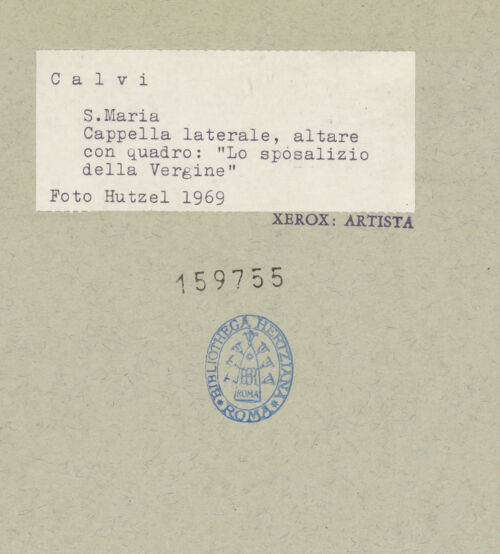 C a l v i
S.Maria
Cappella laterale, altare
con quadro: "Lo sposalizio
della Vergine"
Foto Hutzel 1969
XEROX: ARTISTA
159755
BIBLIOTHECA HERTZIANA
ROMA
ROMA